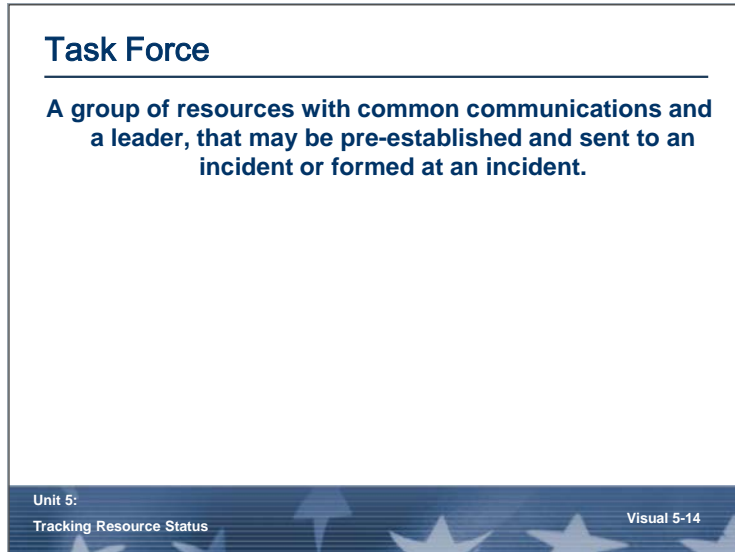 Task Force
A group of resources with common communications and
a leader, that may be pre-established and sent to an
incident or formed at an incident.
Unit 5:
Tracking Resource Status
Visual 5-14